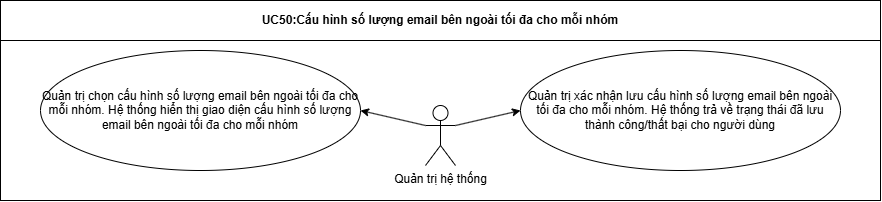 UC50:Cấu hình số lượng email bên ngoài tối đa cho mỗi nhóm
Quản trị chọn cấu hình số lượng email bên ngoài tối đa cho
mỗi nhóm. Hệ thống hiển thị giao diện cấu hình số lượng
email bên ngoài tối đa cho mỗi nhóm
Quản trị xác nhận lưu cấu hình số lượng email bên ngoài
tối đa cho mỗi nhóm. Hệ thống trả về trạng thái đã lưu
thành công/thất bại cho người dùng
Quản trị hệ thống